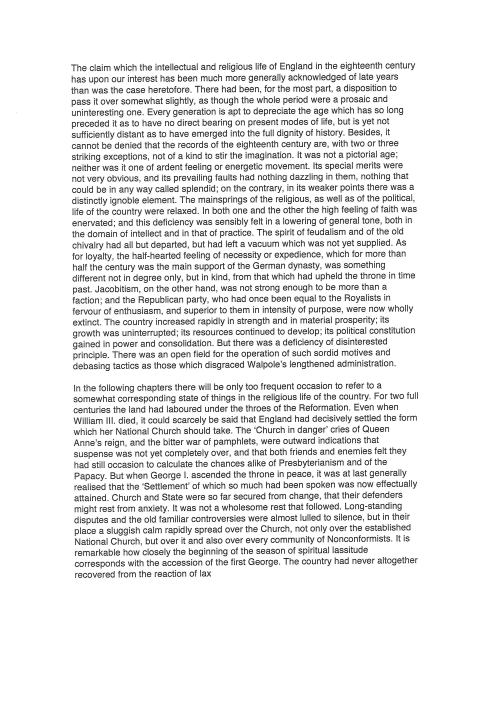 The claim which the intellectual and religious life of England in the eighteenth century
has upon our interest has been much more generally acknowledged of late years
than was the case heretofore. There had been, for the most part, a disposition to
pass it over somewhat slightly, as though the whole period were a prosaic and
uninteresting one. Every generation is apt to depreciate the age which has so long
preceded it as to have no direct bearing on present modes of life, but is yet not
sufficiently distant as to have emerged into the full dignity of history. Besides, it
cannot be denied that the records of the eighteenth century are, with two or three
striking exceptions, not of a kind to stir the imagination. It was not a pictorial age;
neither was it one of ardent feeling or energetic movement. Its special merits were
not very obvious, and its prevailing faults had nothing dazzling in them, nothing that
could be in any way called splendid; on the contrary, in its weaker points there was a
distinctly ignoble element. The mainsprings of the religious, as well as of the political,
life of the country were relaxed. In both one and the other the high feeling of faith was
enervated; and this deficiency was sensibly felt in a lowering of general tone, both in
the domain of intellect and in that of practice. The spirit of feudalism and of the old
chivalry had all but departed, but had left a vacuum which was not yet supplied. As
for loyalty, the half-hearted feeling of necessity or expedience, which for more than
half the century was the main support of the German dynasty, was something
different not in degree only, but in kind, from that which had upheld the throne in time
past. Jacobitism, on the other hand, was not strong enough to be more than a
faction; and the Republican party, who had once been equal to the Royalists in
fervour of enthusiasm, and superior to them in intensity of purpose, were now wholly
extinct. The country increased rapidly in strength and in material prosperity; its
growth was uninterrupted; its resources continued to develop; its political constitution
gained in power and consolidation. But there was a deficiency of disinterested
principle. There was an open field for the operation of such sordid motives and
debasing tactics as those which disgraced Walpole's lengthened administration.

In the following chapters there will be only too frequent occasion to refer to a
somewhat corresponding state of things in the religious life of the country. For two full
centuries the land had laboured under the throes of the Reformation. Even when
William III. died, it could scarcely be said that England had decisively settled the form
which her National Church should take. The 'Church in danger' cries of Queen
Anne's reign, and the bitter war of pamphlets, were outward indications that
suspense was not yet completely over, and that both friends and enemies felt they
had still occasion to calculate the chances alike of Presbyterianism and of the
Papacy. But when George I. ascended the throne in peace, it was at last generally
realised that the 'Settlement' of which so much had been spoken was now effectually
attained. Church and State were so far secured from change, that their defenders
might rest from anxiety. It was not a wholesome rest that followed. Long-standing
disputes and the old familiar controversies were almost lulled to silence, but in their
place a sluggish calm rapidly spread over the Church, not only over the established
National Church, but over it and also over every community of Nonconformists. It is
remarkable how closely the beginning of the season of spiritual lassitude
corresponds with the accession of the first George. The country had never altogether
recovered from the reaction of lax